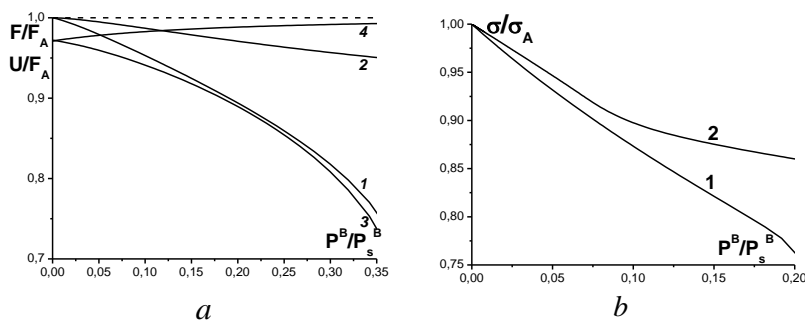 1,0
F/F_A
U/F_A
0,9
0,8
0,7
4
2
1
3
P^B/P_s^B
0,00 0,05 0,10 0,15 0,20 0,25 0,30 0,35
a
1,00
σ/σ_A
0,95
0,90
0,85
0,80
0,75
2
1
P^B/P_s^B
0,00 0,05 0,10 0,15 0,20
b